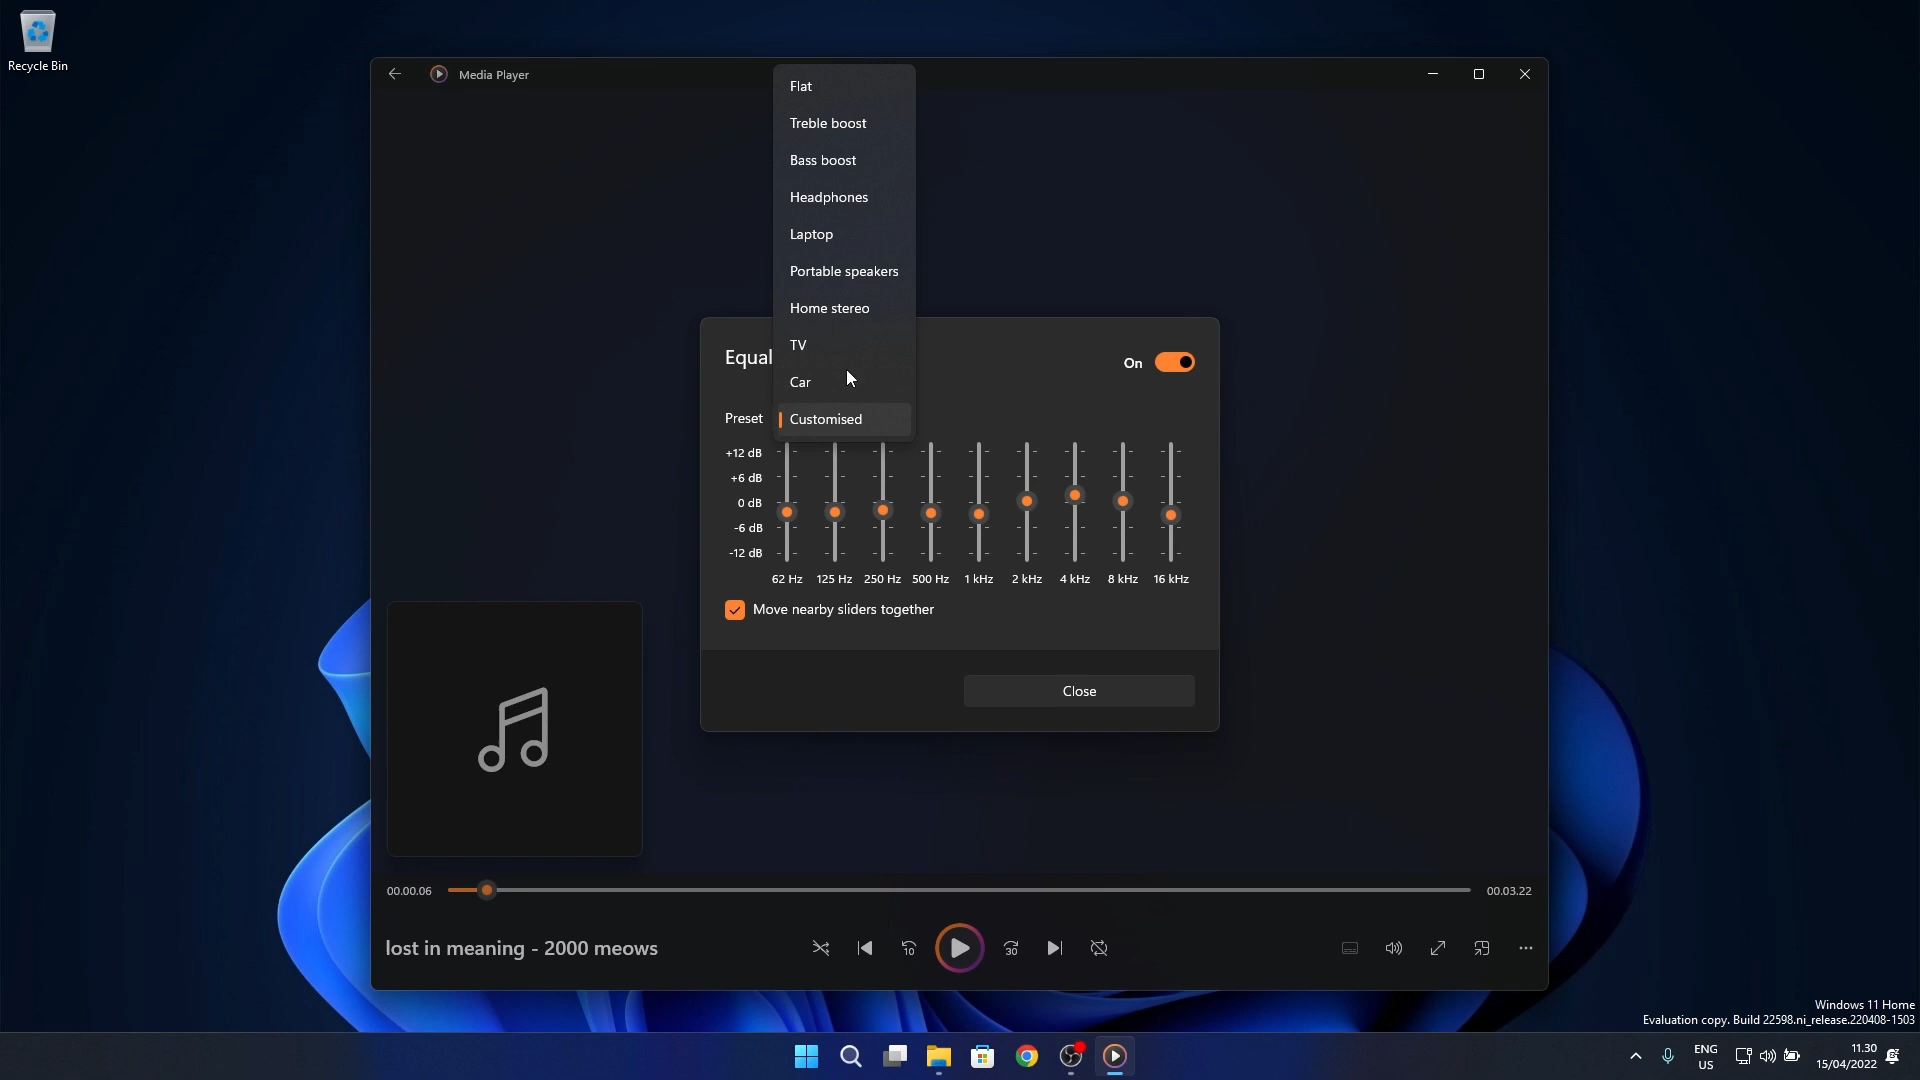 Recycle Bin
Media Player
Flat
Treble boost
Bass boost
Headphones
Laptop
Portable speakers
Home stereo
TV
Car
Customised
Equal
On
Preset
+12 dB
+6 dB
0 dB
-6 dB
-12 dB
62 Hz 125 Hz 250 Hz 500 Hz 1 kHz 2 kHz 4 kHz 8 kHz 16 kHz
Move nearby sliders together
Close
00.00.06
00.03.22
lost in meaning - 2000 meows
10
30
Windows 11 Home
Evaluation copy. Build 22598.ni_release.220408-1503
ENG
US
11.30
15/04/2022